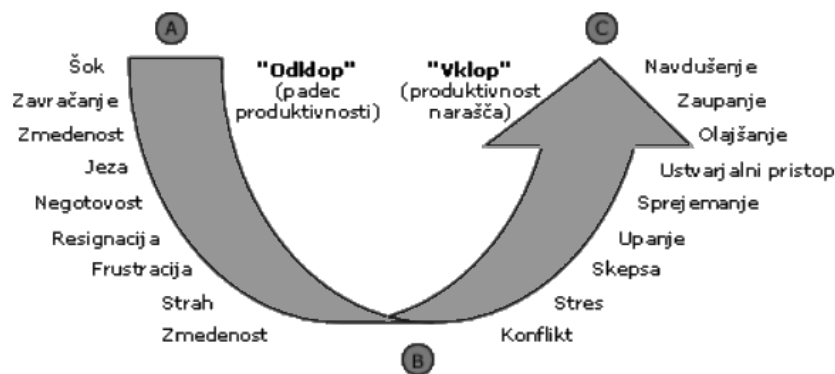 A
C
"Odklop"
(padec
produktivnosti)
"Vklop"
(produktivnost
narašča)
Šok
Zavračanje
Zmedenost
Jeza
Negotovost
Resignacija
Frustracija
Strah
Zmedenost
Navdušenje
Zaupanje
Olajšanje
Ustvarjalni pristop
Sprejemanje
Upanje
Skepsa
Stres
Konflikt
B